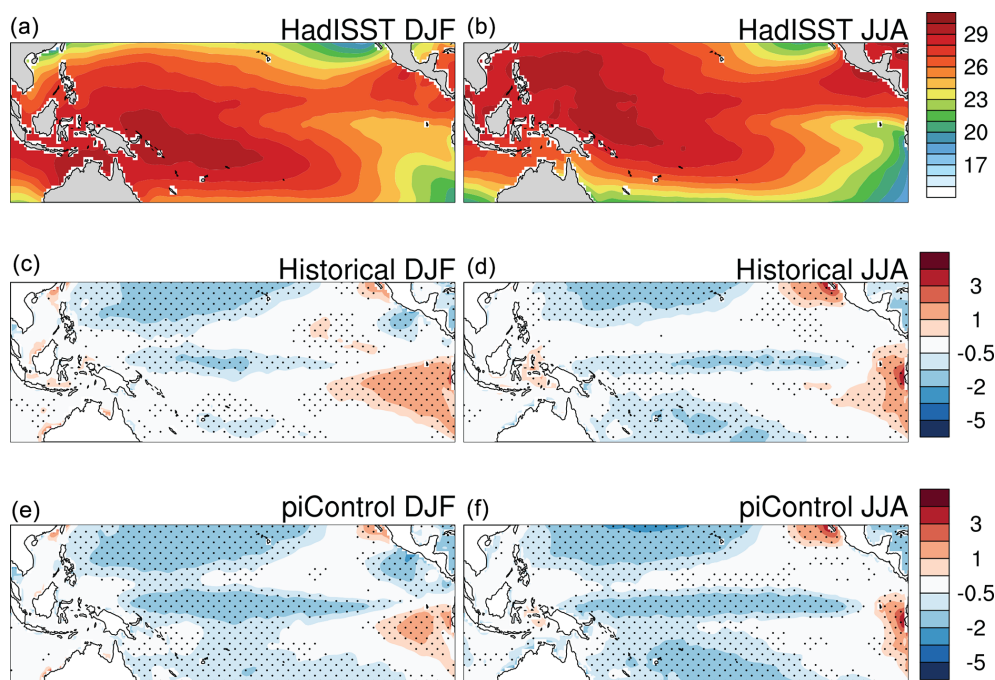 (a) HadISST DJF
(b) HadISST JJA
29
26
23
20
17
(c) Historical DJF
(d) Historical JJA
3
1
-0.5
-2
-5
(e) piControl DJF
(f) piControl JJA
3
1
-0.5
-2
-5